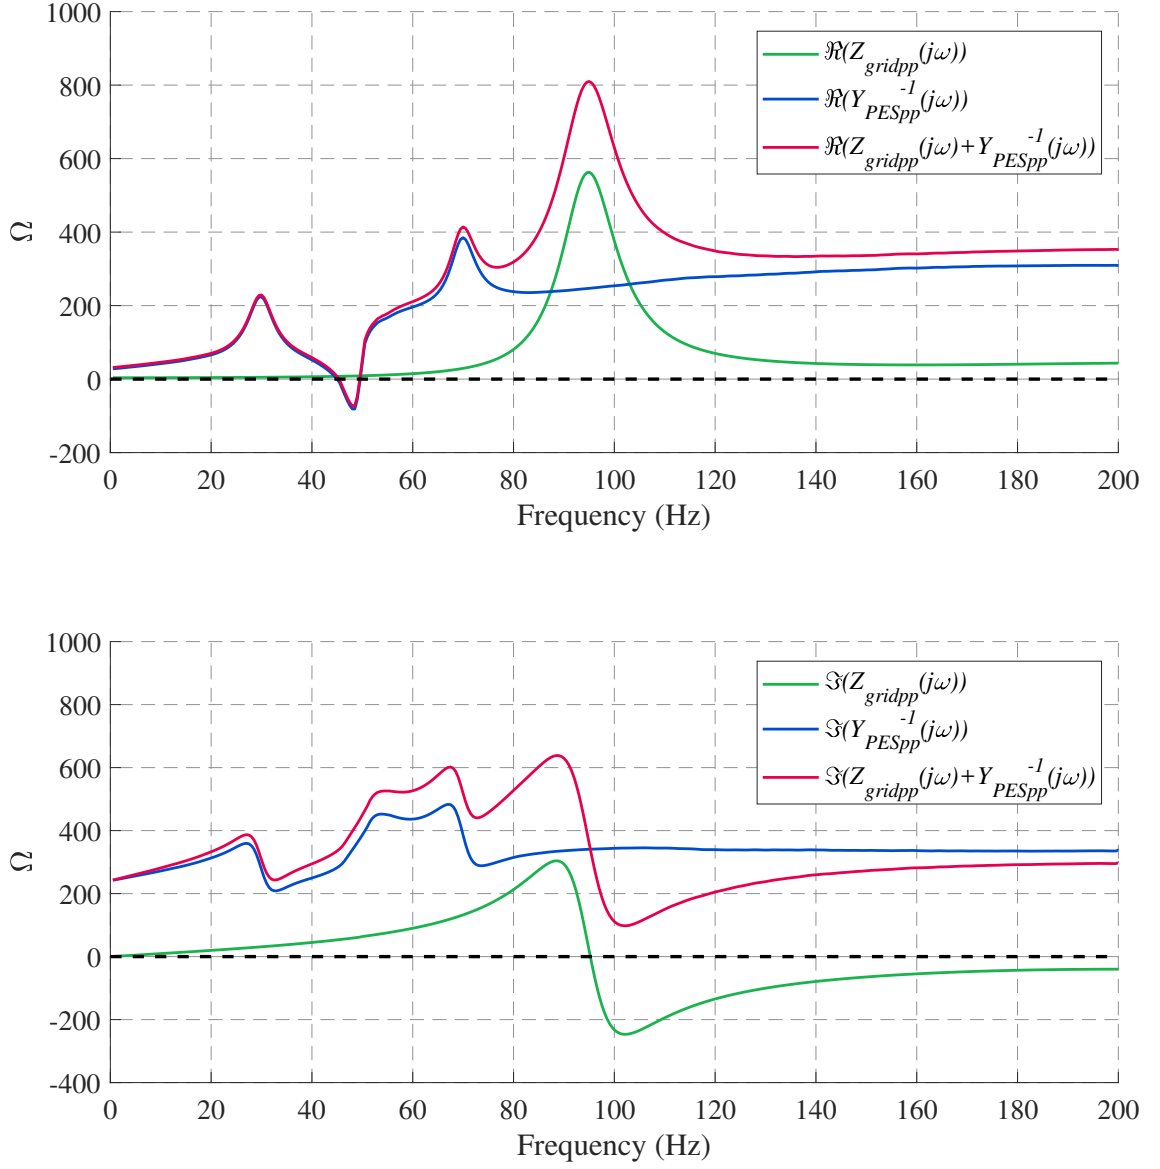 1000
800
600
400
200
0
-200
Ω
0 20 40 60 80 100 120 140 160 180 200
Frequency (Hz)
ℜ(Z_gridpp(jω))
ℜ(Y_PESpp^-1(jω))
ℜ(Z_gridpp(jω)+Y_PESpp^-1(jω))
1000
800
600
400
200
0
-200
-400
Ω
0 20 40 60 80 100 120 140 160 180 200
Frequency (Hz)
ℑ(Z_gridpp(jω))
ℑ(Y_PESpp^-1(jω))
ℑ(Z_gridpp(jω)+Y_PESpp^-1(jω))